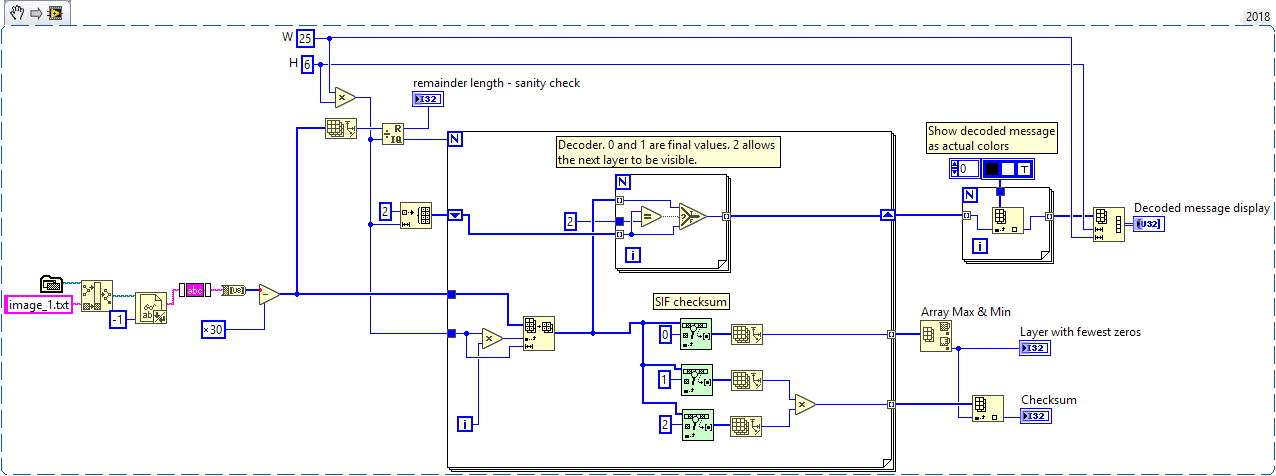 2018
W 25
H 6
remainder length - sanity check
I32
R
IQ
N
Decoder. 0 and 1 are final values. 2 allows
the next layer to be visible.
N
2
2
i
Show decoded message
as actual colors
0
T
N
i
Decoded message display
U32
image_1.txt
-1
abc
U8
x30
SIF checksum
0
1
2
i
Array Max & Min
Layer with fewest zeros
I32
Checksum
I32